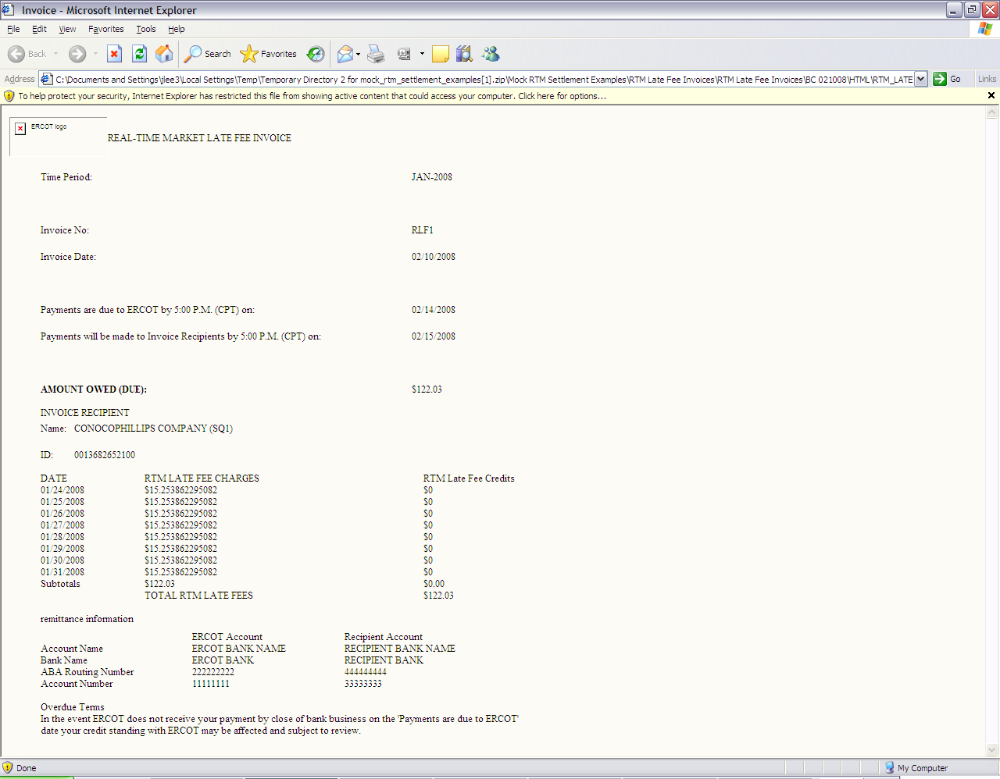 Invoice - Microsoft Internet Explorer
File Edit View Favorites Tools Help
Back Search Favorites
Address C:\Documents and Settings\jlee3\Local Settings\Temp\Temporary Directory 2 for mock_rtm_settlement_examples[1].zip\Mock RTM Settlement Examples\RTM Late Fee Invoices\RTM Late Fee Invoices\BC 021008\HTML\RTM_LATE Go Links
To help protect your security, Internet Explorer has restricted this file from showing active content that could access your computer. Click here for options...
ERCOT logo
REAL-TIME MARKET LATE FEE INVOICE
Time Period: JAN-2008
Invoice No: RLF1
Invoice Date: 02/10/2008
Payments are due to ERCOT by 5:00 P.M. (CPT) on: 02/14/2008
Payments will be made to Invoice Recipients by 5:00 P.M. (CPT) on: 02/15/2008
AMOUNT OWED (DUE): $122.03
INVOICE RECIPIENT
Name: CONOCOPHILLIPS COMPANY (SQ1)
ID: 0013682652100
DATE RTM LATE FEE CHARGES RTM Late Fee Credits
01/24/2008 $15.253862295082 $0
01/25/2008 $15.253862295082 $0
01/26/2008 $15.253862295082 $0
01/27/2008 $15.253862295082 $0
01/28/2008 $15.253862295082 $0
01/29/2008 $15.253862295082 $0
01/30/2008 $15.253862295082 $0
01/31/2008 $15.253862295082 $0
Subtotals $122.03 $0.00
TOTAL RTM LATE FEES $122.03
remittance information
ERCOT Account Recipient Account
Account Name ERCOT BANK NAME RECIPIENT BANK NAME
Bank Name ERCOT BANK RECIPIENT BANK
ABA Routing Number 222222222 444444444
Account Number 11111111 33333333
Overdue Terms
In the event ERCOT does not receive your payment by close of bank business on the 'Payments are due to ERCOT'
date your credit standing with ERCOT may be affected and subject to review.
Done My Computer